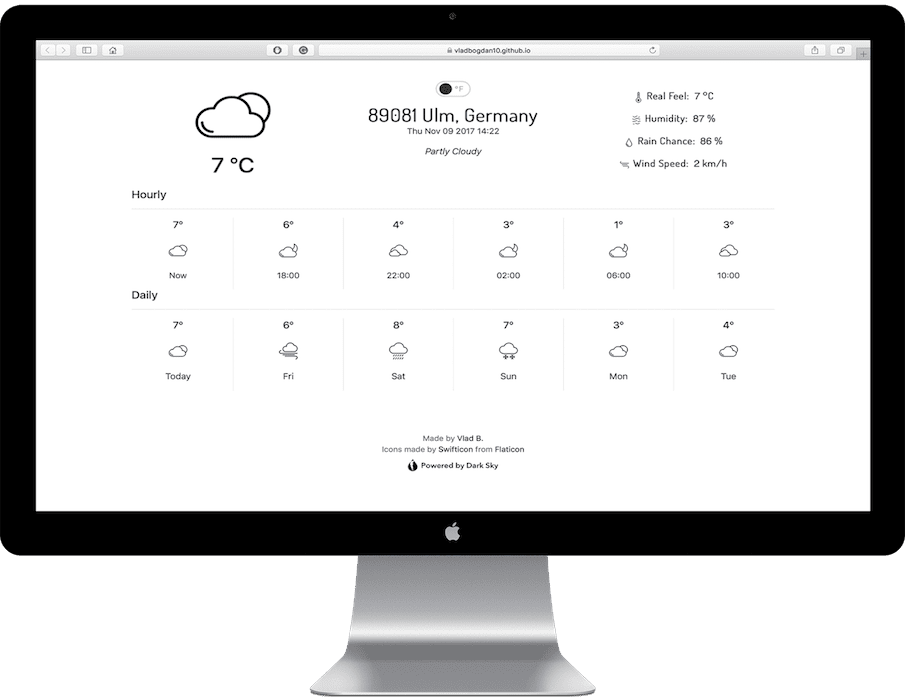 vladbogdan10.github.io
°F
7 °C
89081 Ulm, Germany
Thu Nov 09 2017 14:22
Partly Cloudy
Real Feel: 7 °C
Humidity: 87 %
Rain Chance: 86 %
Wind Speed: 2 km/h
Hourly
7° 6° 4° 3° 1° 3°
Now 18:00 22:00 02:00 06:00 10:00
Daily
7° 6° 8° 7° 3° 4°
Today Fri Sat Sun Mon Tue
Made by Vlad B.
Icons made by Swifticon from Flaticon
Powered by Dark Sky